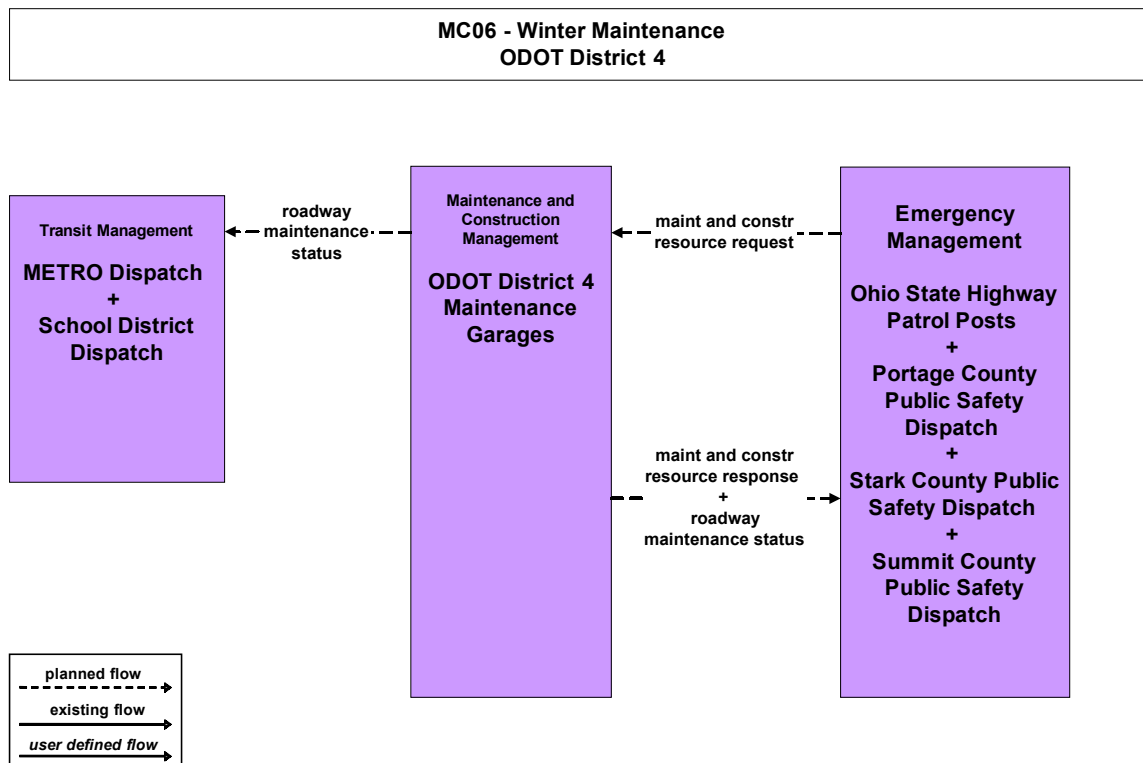 MC06 - Winter Maintenance
ODOT District 4
Transit Management
METRO Dispatch
+
School District
Dispatch
roadway
maintenance
status
Maintenance and
Construction
Management
ODOT District 4
Maintenance
Garages
maint and constr
resource request
maint and constr
resource response
+
roadway
maintenance status
Emergency
Management
Ohio State Highway
Patrol Posts
+
Portage County
Public Safety
Dispatch
+
Stark County Public
Safety Dispatch
+
Summit County
Public Safety
Dispatch
planned flow
existing flow
user defined flow